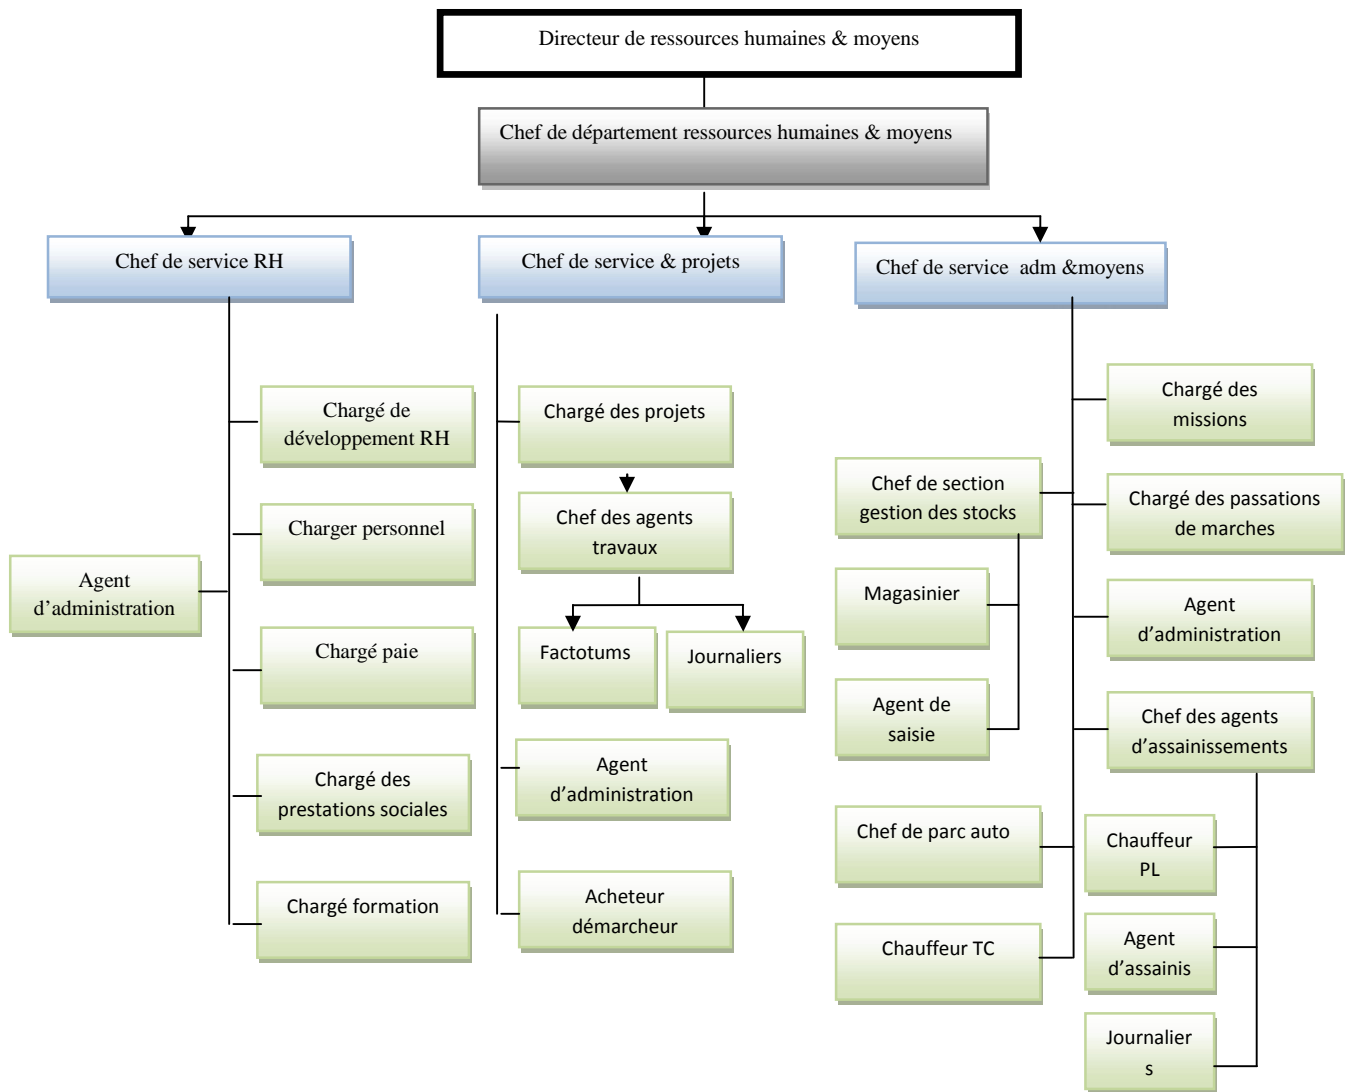 Directeur de ressources humaines & moyens
Chef de département ressources humaines & moyens
Chef de service RH
Chef de service & projets
Chef de service adm &moyens
Chargé de
développement RH
Charger personnel
Agent
d’administration
Chargé paie
Chargé des
prestations sociales
Chargé formation
Chargé des projets
Chef des agents
travaux
Factotums
Journaliers
Agent
d’administration
Acheteur
démarcheur
Chef de section
gestion des stocks
Magasinier
Agent de
saisie
Chef de parc auto
Chauffeur TC
Chargé des
missions
Chargé des passations
de marches
Agent
d’administration
Chef des agents
d’assainissements
Chauffeur
PL
Agent
d’assainis
Journalier
s